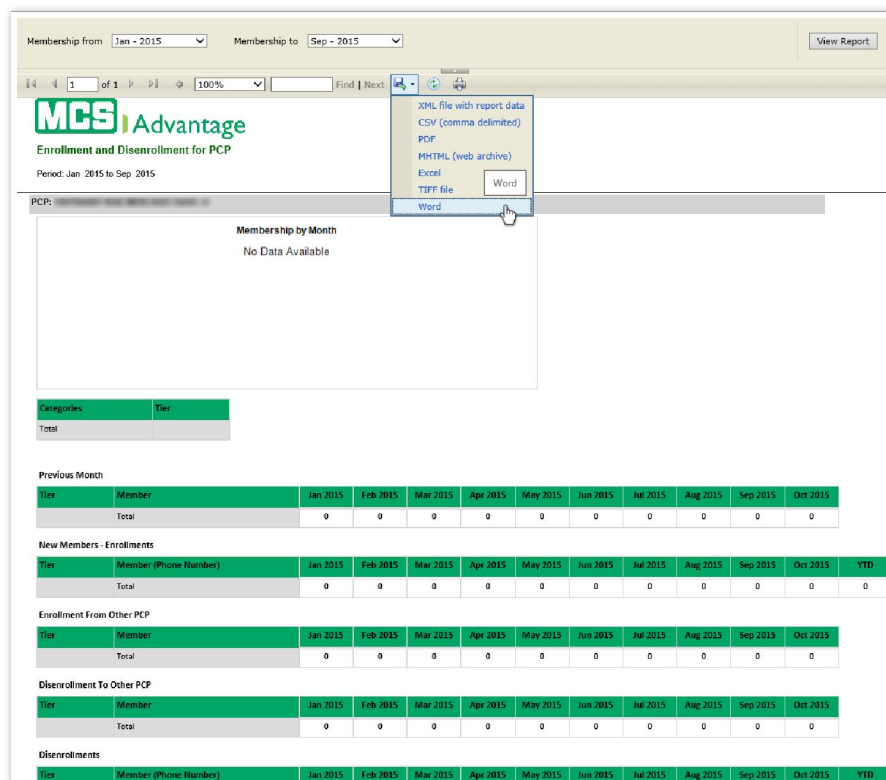 Membership from Jan - 2015 Membership to Sep - 2015 View Report
1 of 1 100% Find | Next
XML file with report data
CSV (comma delimited)
PDF
MHTML (web archive)
Excel
TIFF file
Word
Word
MCS Advantage
Enrollment and Disenrollment for PCP
Period: Jan 2015 to Sep 2015
PCP:
Membership by Month
No Data Available
Categories Tier
Total
Previous Month
Tier Member Jan 2015 Feb 2015 Mar 2015 Apr 2015 May 2015 Jun 2015 Jul 2015 Aug 2015 Sep 2015 Oct 2015
Total 0 0 0 0 0 0 0 0 0 0
New Members - Enrollments
Tier Member (Phone Number) Jan 2015 Feb 2015 Mar 2015 Apr 2015 May 2015 Jun 2015 Jul 2015 Aug 2015 Sep 2015 Oct 2015 YTD
Total 0 0 0 0 0 0 0 0 0 0 0
Enrollment From Other PCP
Tier Member Jan 2015 Feb 2015 Mar 2015 Apr 2015 May 2015 Jun 2015 Jul 2015 Aug 2015 Sep 2015 Oct 2015
Total 0 0 0 0 0 0 0 0 0 0
Disenrollment To Other PCP
Tier Member Jan 2015 Feb 2015 Mar 2015 Apr 2015 May 2015 Jun 2015 Jul 2015 Aug 2015 Sep 2015 Oct 2015
Total 0 0 0 0 0 0 0 0 0 0
Disenrollments
Tier Member (Phone Number) Jan 2015 Feb 2015 Mar 2015 Apr 2015 May 2015 Jun 2015 Jul 2015 Aug 2015 Sep 2015 Oct 2015 YTD